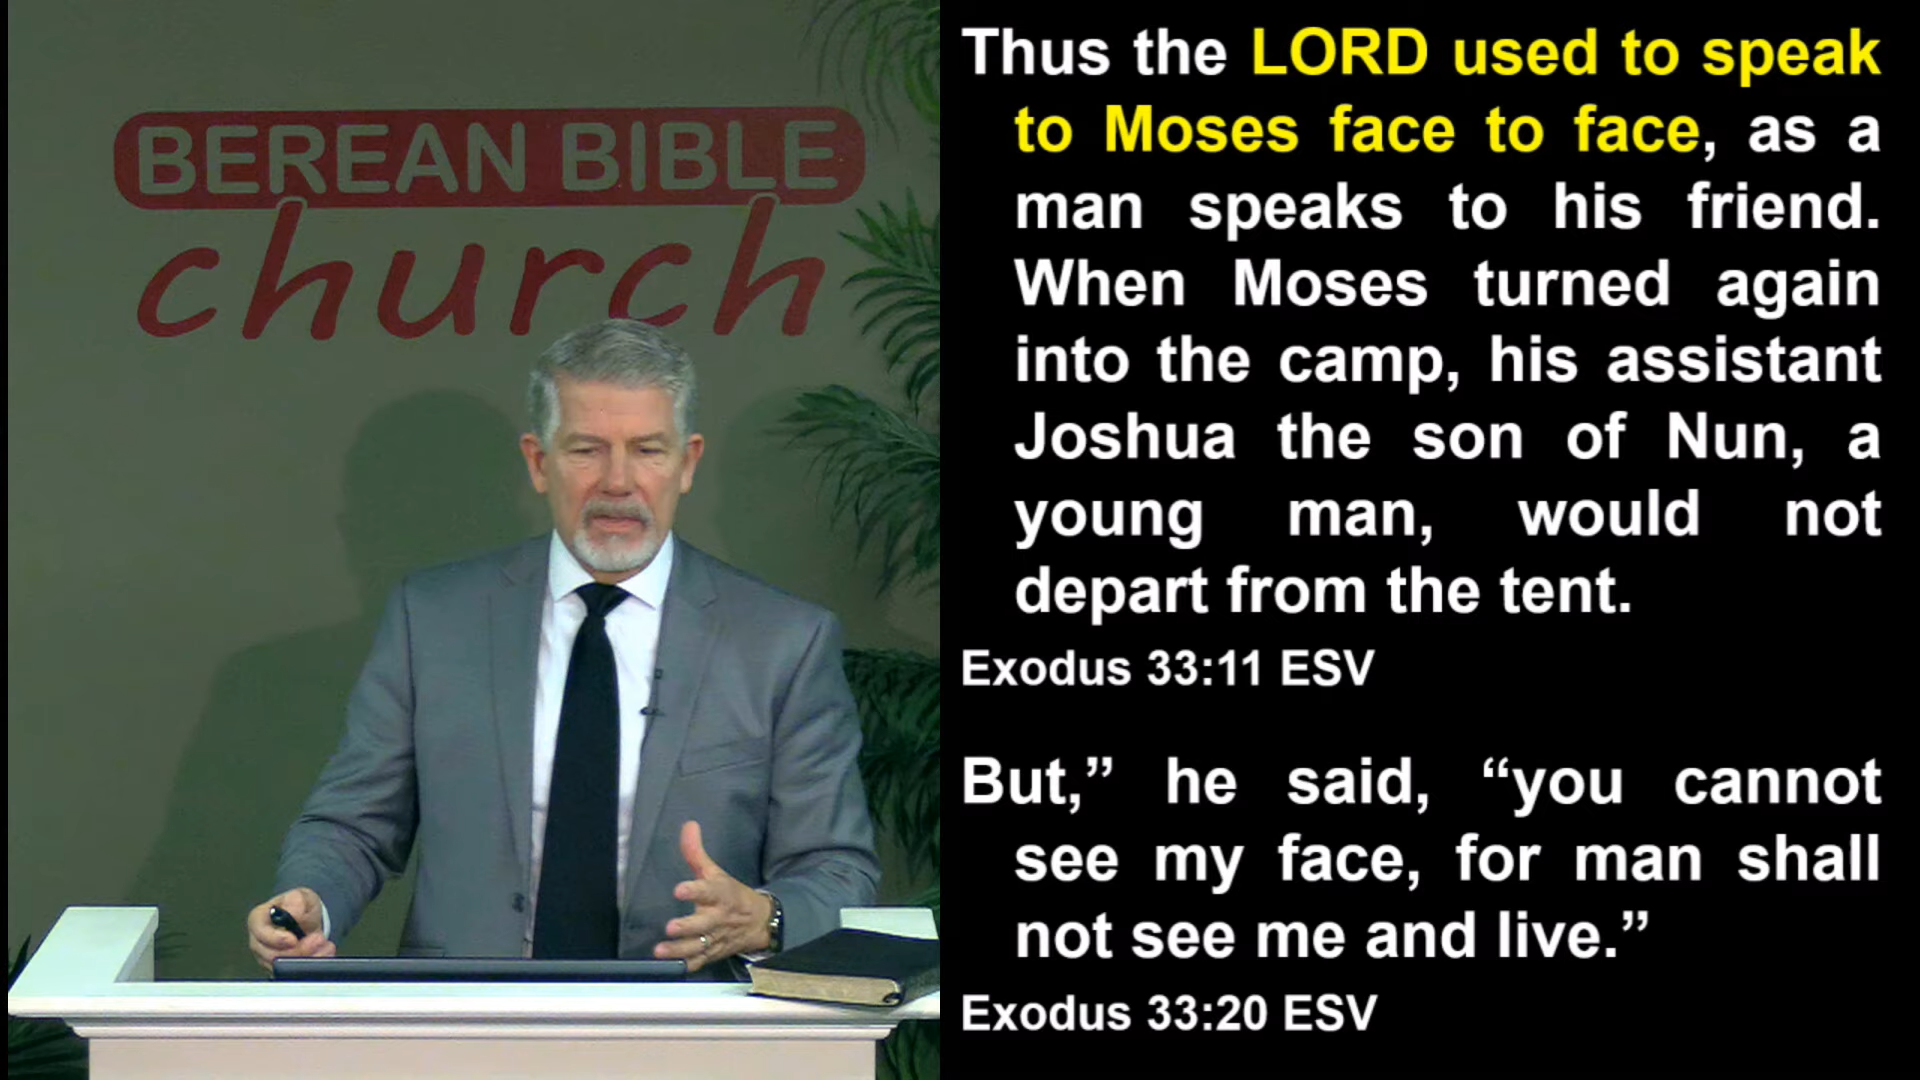 BEREAN BIBLE
church
Thus the LORD used to speak
to Moses face to face, as a
man speaks to his friend.
When Moses turned again
into the camp, his assistant
Joshua the son of Nun, a
young man, would not
depart from the tent.
Exodus 33:11 ESV
But,” he said, “you cannot
see my face, for man shall
not see me and live.”
Exodus 33:20 ESV